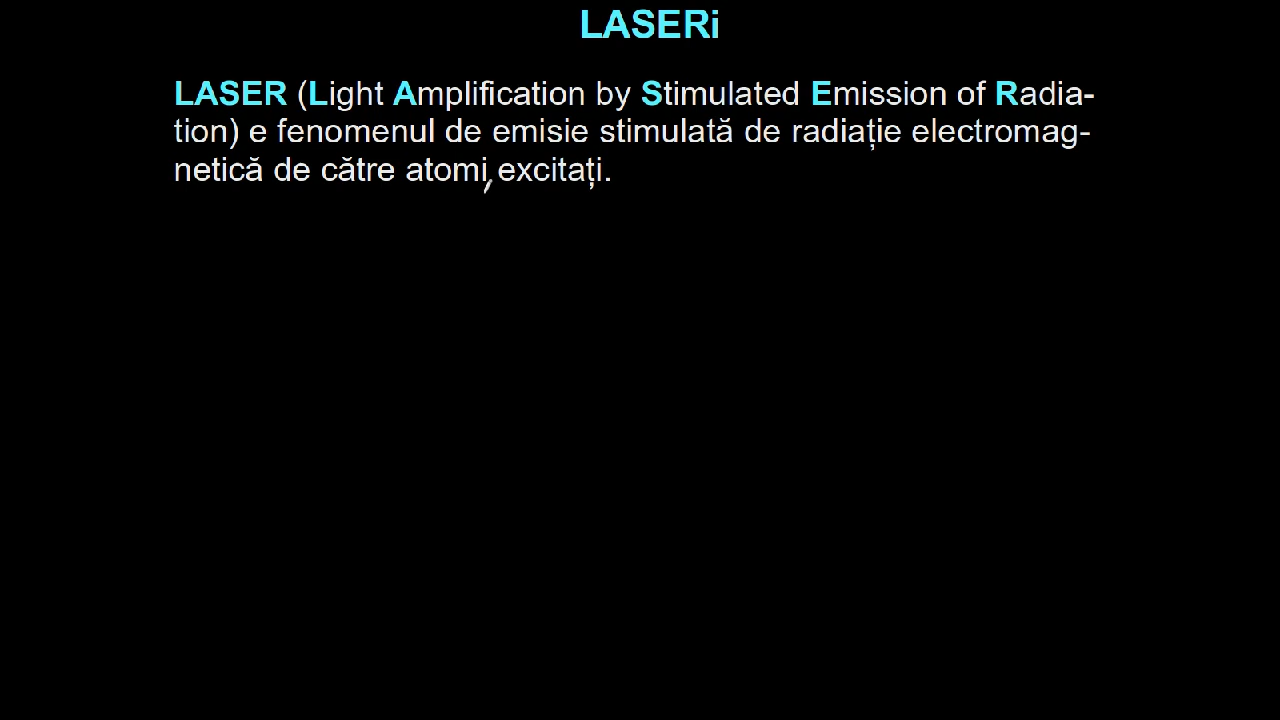 LASERi
LASER (Light Amplification by Stimulated Emission of Radia-
tion) e fenomenul de emisie stimulată de radiație electromag-
netică de către atomi excitați.